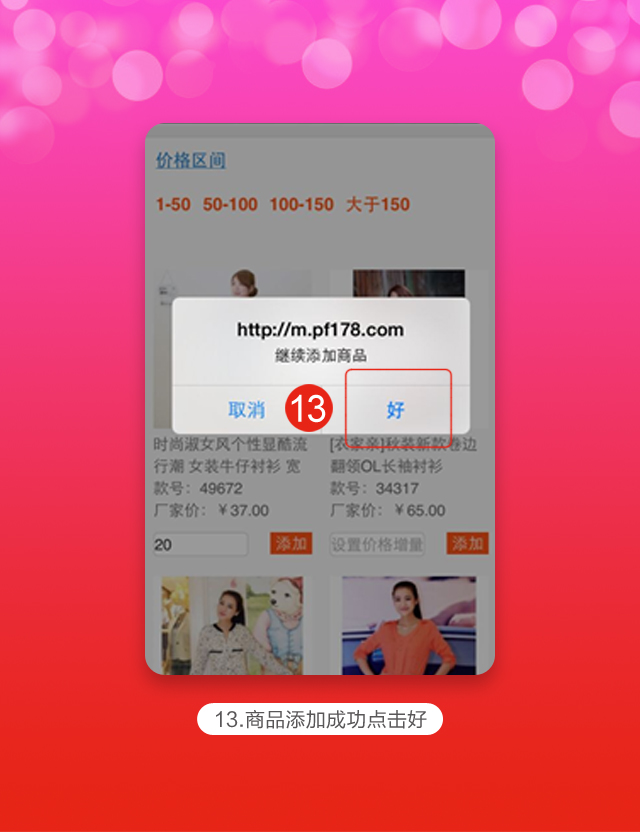 价格区间
1-50 50-100 100-150 大于150
http://m.pf178.com
继续添加商品
取消 13 好
时尚淑女风个性显酷流
行潮 女装牛仔衬衫 宽
款号：49672
厂家价：￥37.00
20 添加
[衣家亲]秋装新款卷边
翻领OL长袖衬衫
款号：34317
厂家价：￥65.00
设置价格增量 添加
13.商品添加成功点击好